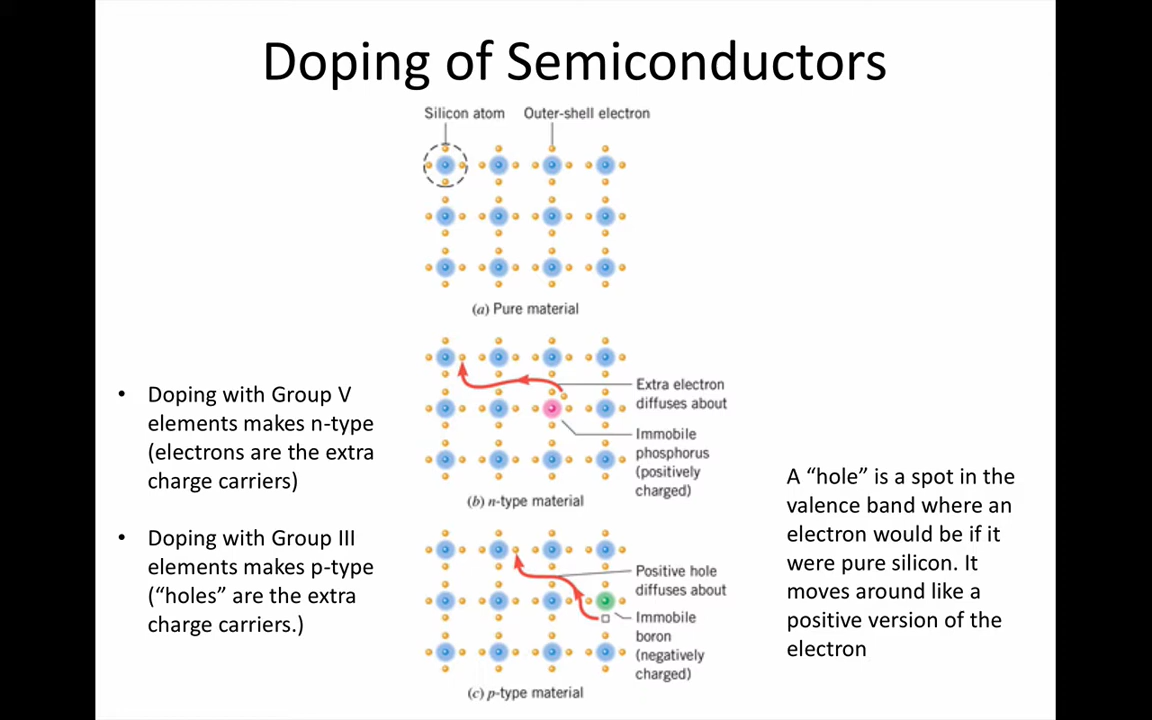 Doping of Semiconductors
Silicon atom
Outer-shell electron
(a) Pure material
• Doping with Group V
elements makes n-type
(electrons are the extra
charge carriers)
• Doping with Group III
elements makes p-type
(“holes” are the extra
charge carriers.)
Extra electron
diffuses about
Immobile
phosphorus
(positively
charged)
(b) n-type material
Positive hole
diffuses about
Immobile
boron
(negatively
charged)
(c) p-type material
A “hole” is a spot in the
valence band where an
electron would be if it
were pure silicon. It
moves around like a
positive version of the
electron